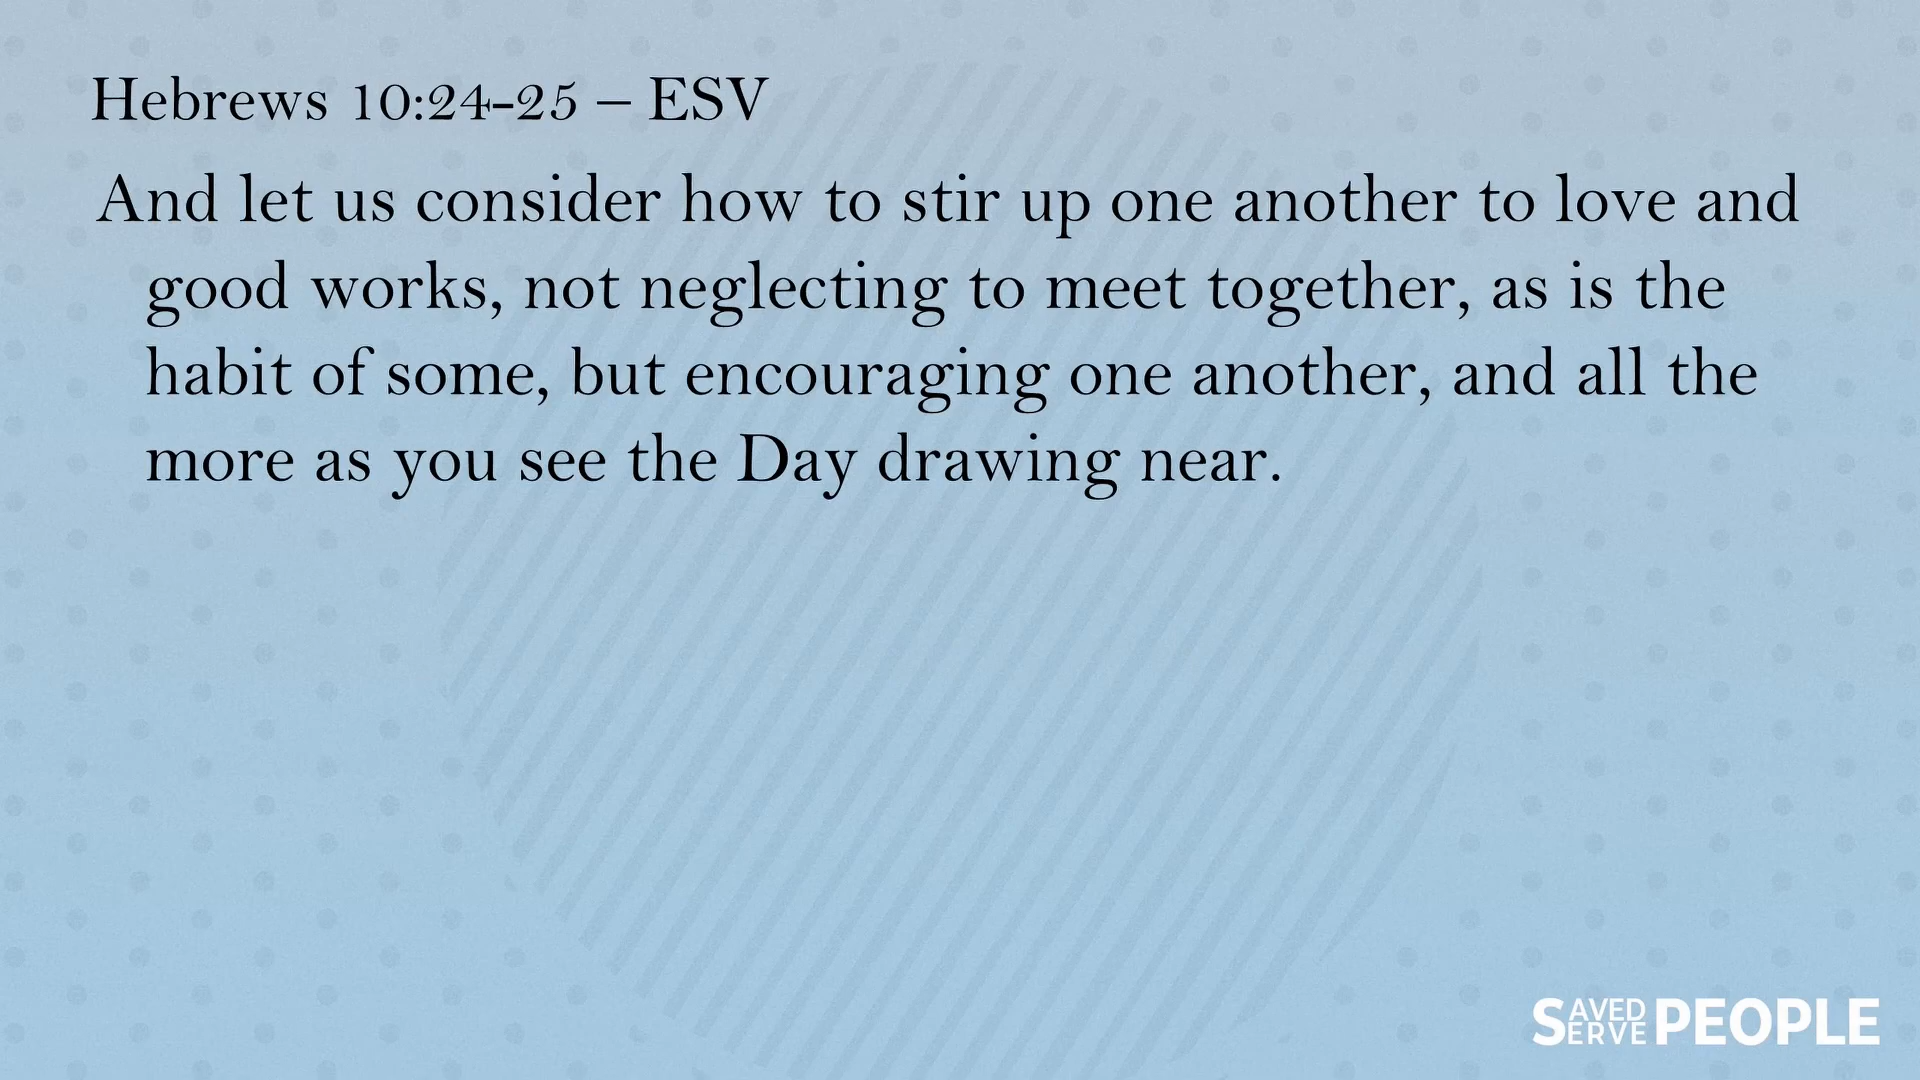 Hebrews 10:24-25 – ESV
And let us consider how to stir up one another to love and
good works, not neglecting to meet together, as is the
habit of some, but encouraging one another, and all the
more as you see the Day drawing near.
SAVED SERVE PEOPLE